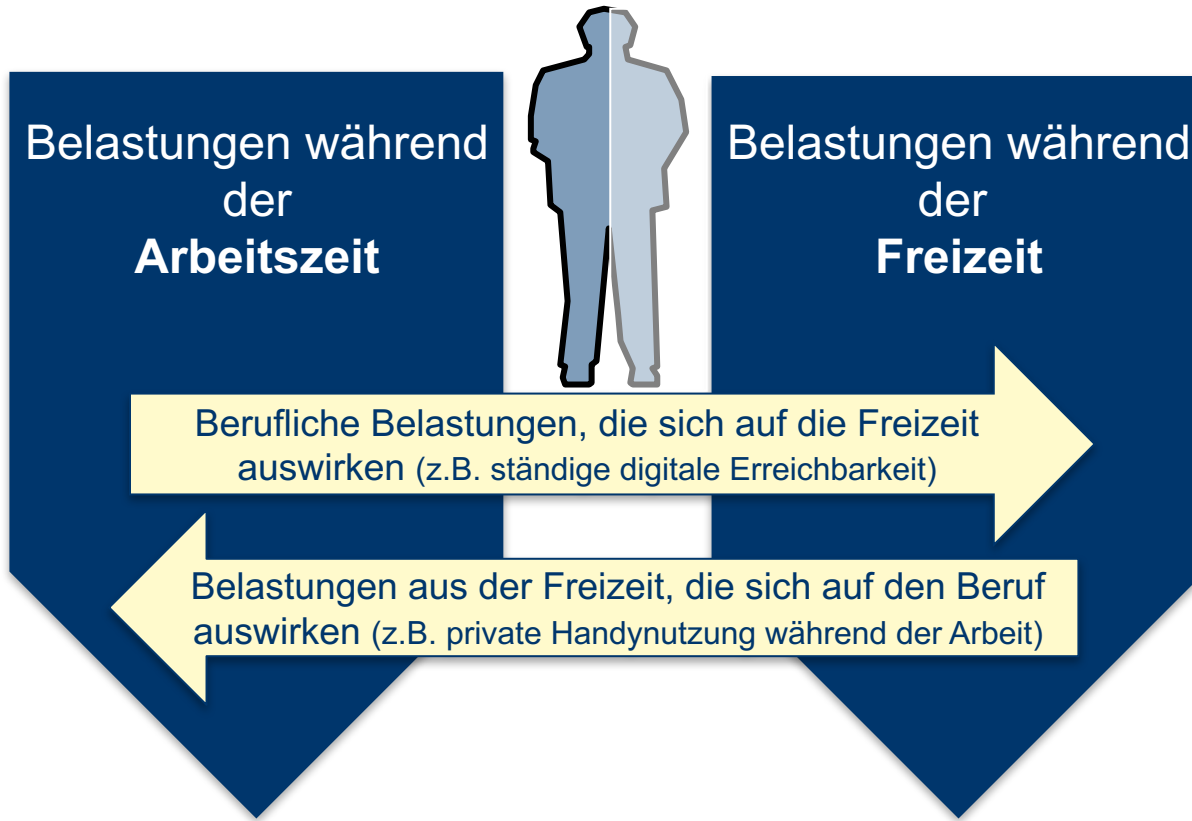 Belastungen während
der
Arbeitszeit
Belastungen während
der
Freizeit
Berufliche Belastungen, die sich auf die Freizeit
auswirken (z.B. ständige digitale Erreichbarkeit)
Belastungen aus der Freizeit, die sich auf den Beruf
auswirken (z.B. private Handynutzung während der Arbeit)